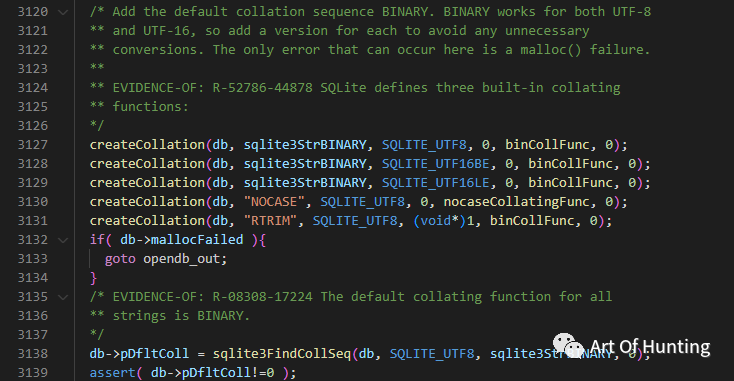 3120 /* Add the default collation sequence BINARY. BINARY works for both UTF-8
3121 ** and UTF-16, so add a version for each to avoid any unnecessary
3122 ** conversions. The only error that can occur here is a malloc() failure.
3123 **
3124 ** EVIDENCE-OF: R-52786-44878 SQLite defines three built-in collating
3125 ** functions:
3126 */
3127 createCollation(db, sqlite3StrBINARY, SQLITE_UTF8, 0, binCollFunc, 0);
3128 createCollation(db, sqlite3StrBINARY, SQLITE_UTF16BE, 0, binCollFunc, 0);
3129 createCollation(db, sqlite3StrBINARY, SQLITE_UTF16LE, 0, binCollFunc, 0);
3130 createCollation(db, "NOCASE", SQLITE_UTF8, 0, nocaseCollatingFunc, 0);
3131 createCollation(db, "RTRIM", SQLITE_UTF8, (void*)1, binCollFunc, 0);
3132 if( db->mallocFailed ){
3133 goto opendb_out;
3134 }
3135 /* EVIDENCE-OF: R-08308-17224 The default collating function for all
3136 ** strings is BINARY.
3137 */
3138 db->pDfltColl = sqlite3FindCollSeq(db, SQLITE_UTF8, sqlite3StrBINARY, 0);
3139 assert( db->pDfltColl!=0 );
Art Of Hunting